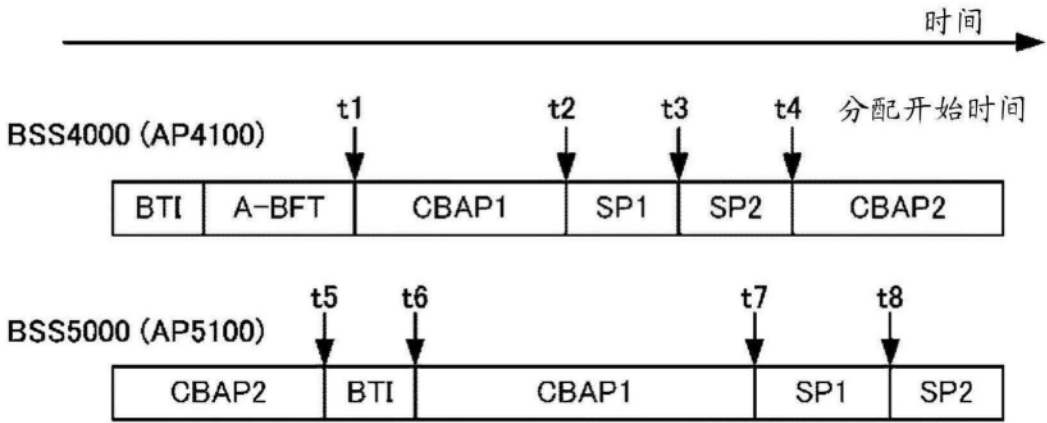 时间
t1 t2 t3 t4 分配开始时间
BSS4000 (AP4100)
BTI A-BFT CBAP1 SP1 SP2 CBAP2
t5 t6 t7 t8
BSS5000 (AP5100)
CBAP2 BTI CBAP1 SP1 SP2